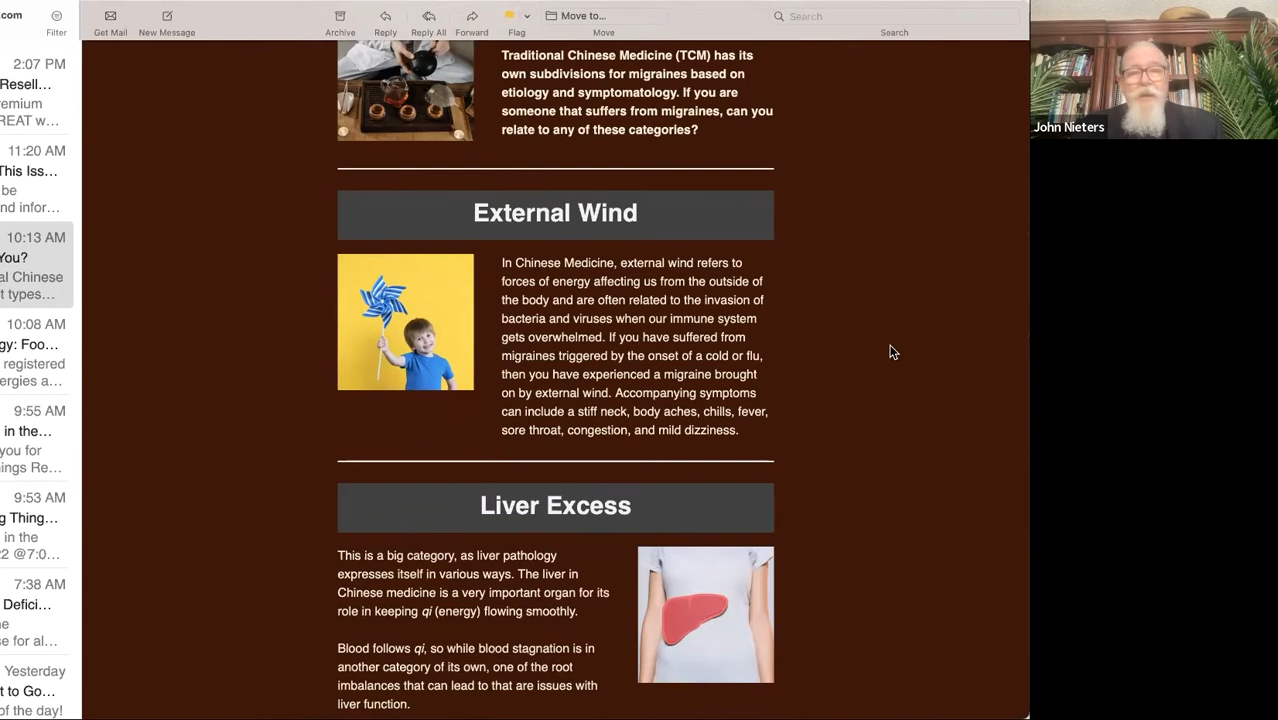 .com
Filter
Get Mail
New Message
Archive
Reply
Reply All
Forward
Flag
Move to...
Move
Search
Search
2:07 PM
Resell...
remium
REAT w...
11:20 AM
This Iss...
be
nd infor...
10:13 AM
You?
al Chinese
t types...
10:08 AM
gy: Foo...
registered
ergies a...
9:55 AM
in the...
you for
nings Re...
9:53 AM
g Thing...
in the
22 @7:0...
7:38 AM
Defici...
ne
se for al...
Yesterday
t to Go...
of the day!
Traditional Chinese Medicine (TCM) has its
own subdivisions for migraines based on
etiology and symptomatology. If you are
someone that suffers from migraines, can you
relate to any of these categories?
External Wind
In Chinese Medicine, external wind refers to
forces of energy affecting us from the outside of
the body and are often related to the invasion of
bacteria and viruses when our immune system
gets overwhelmed. If you have suffered from
migraines triggered by the onset of a cold or flu,
then you have experienced a migraine brought
on by external wind. Accompanying symptoms
can include a stiff neck, body aches, chills, fever,
sore throat, congestion, and mild dizziness.
Liver Excess
This is a big category, as liver pathology
expresses itself in various ways. The liver in
Chinese medicine is a very important organ for its
role in keeping qi (energy) flowing smoothly.
Blood follows qi, so while blood stagnation is in
another category of its own, one of the root
imbalances that can lead to that are issues with
liver function.
John Nieters